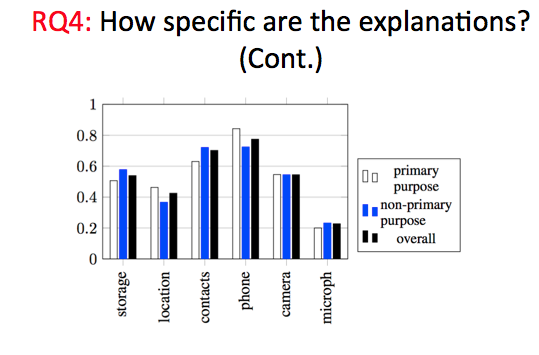 RQ4: How specific are the explanations?
(Cont.)
1
0.8
0.6
0.4
0.2
0
storage
location
contacts
phone
camera
microph
primary
purpose
non-primary
purpose
overall